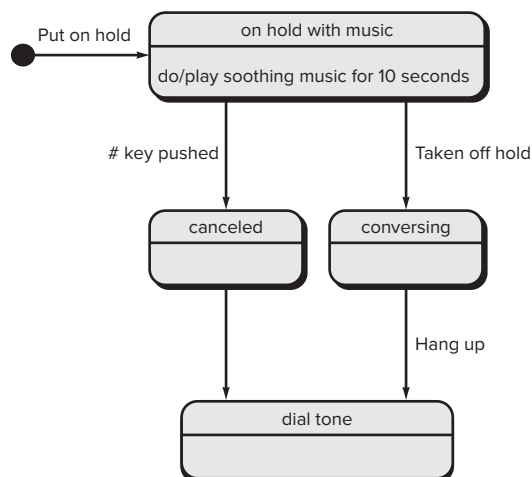 Put on hold
on hold with music
do/play soothing music for 10 seconds
# key pushed
Taken off hold
canceled
conversing
Hang up
dial tone